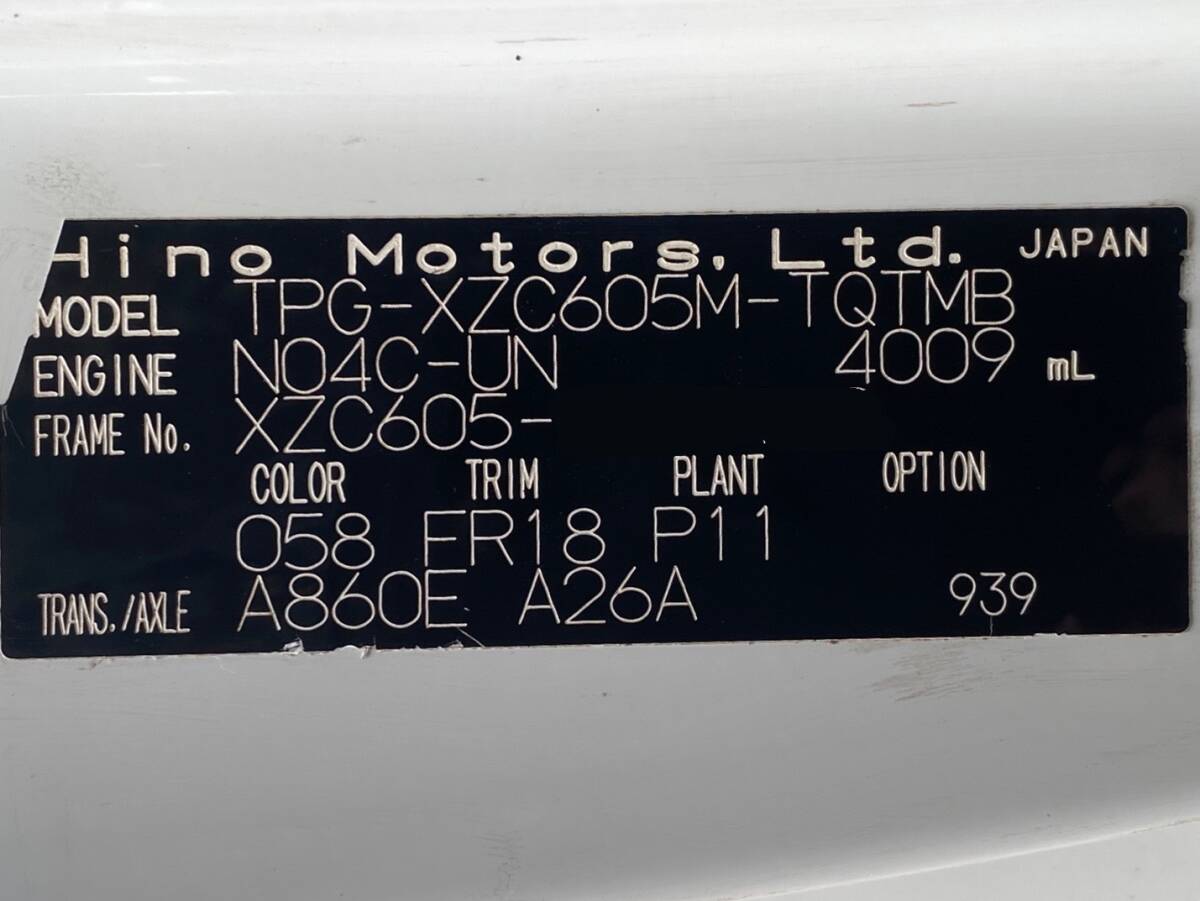 Hino Motors, Ltd. JAPAN
MODEL TPG-XZC605M-TQTMB
ENGINE N04C-UN 4009 mL
FRAME No. XZC605-
COLOR TRIM PLANT OPTION
058 FR18 P11
TRANS./AXLE A860E A26A 939